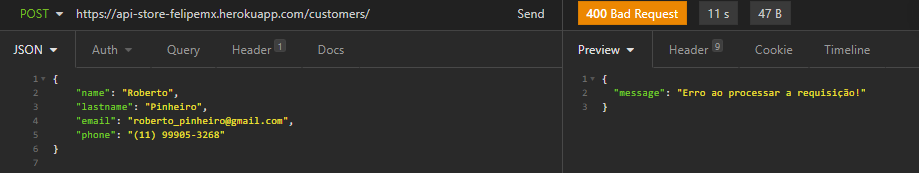 POST https://api-store-felipemx.herokuapp.com/customers/ Send 400 Bad Request 11 s 47 B
JSON Auth Query Header 1 Docs Preview Header 9 Cookie Timeline
1 { 1 {
2 "name": "Roberto", 2 "message": "Erro ao processar a requisição!"
3 "lastname": "Pinheiro", 3 }
4 "email": "roberto_pinheiro@gmail.com",
5 "phone": "(11) 99905-3268"
6 }
7